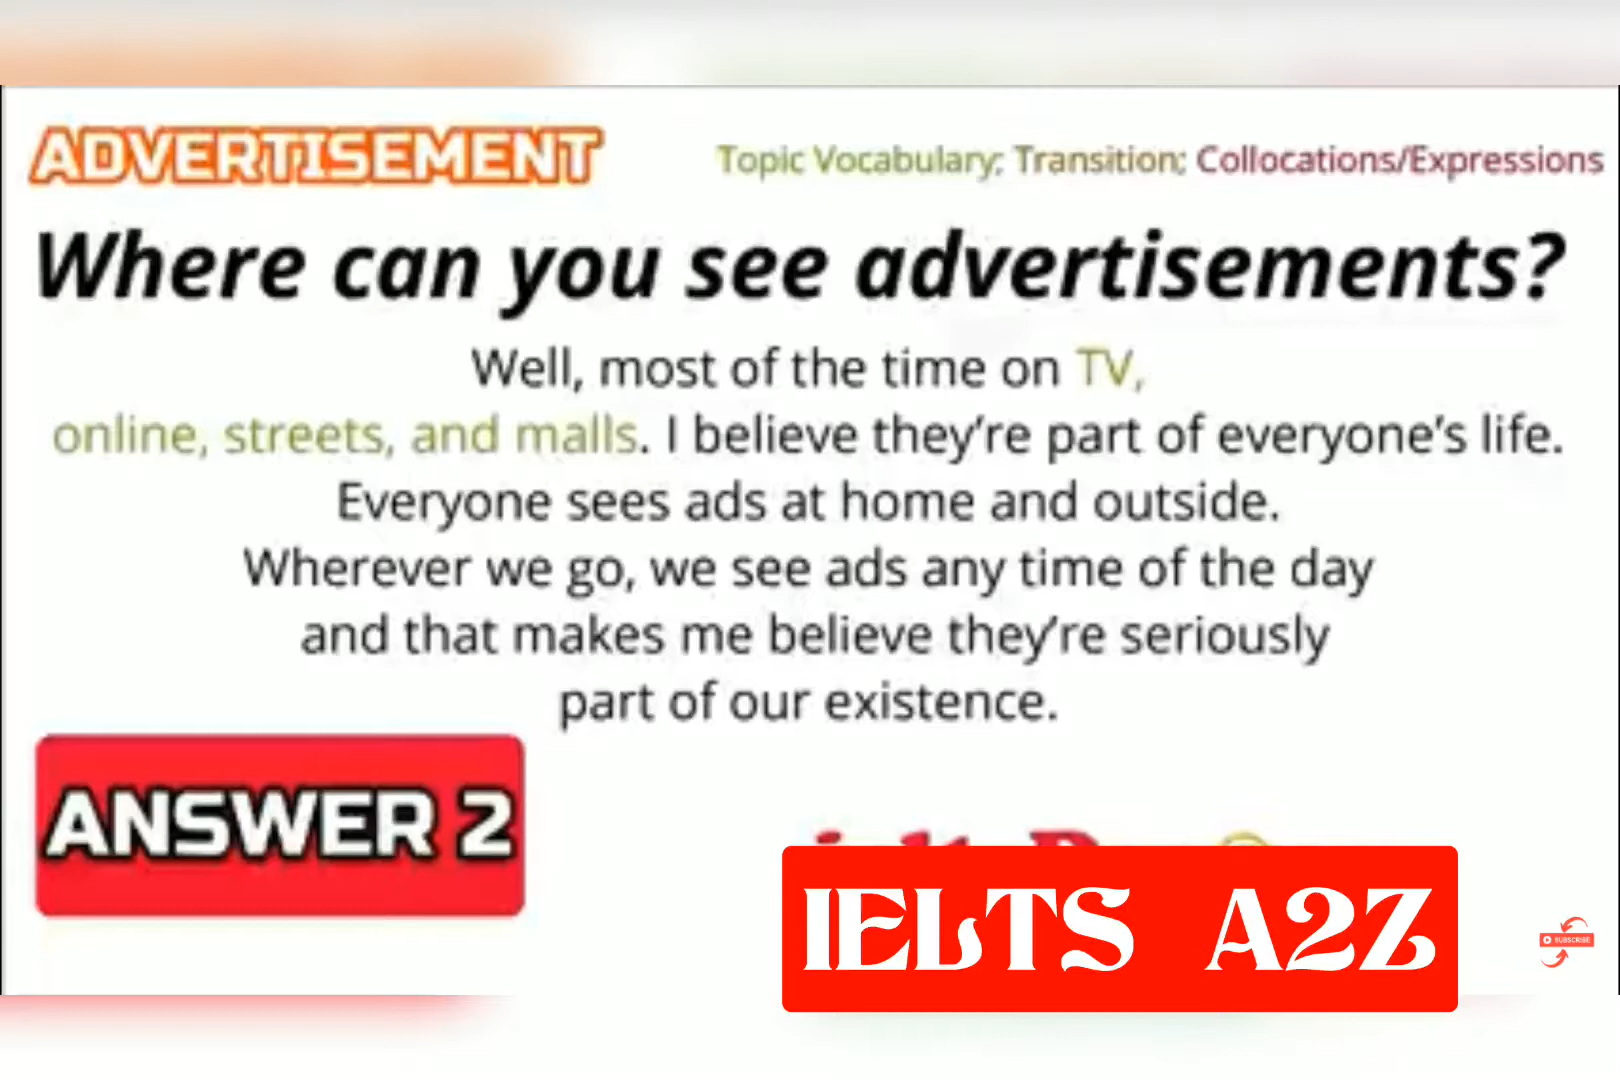 ADVERTISEMENT
Topic Vocabulary; Transition; Collocations/Expressions
Where can you see advertisements?
Well, most of the time on TV,
online, streets, and malls. I believe they're part of everyone's life.
Everyone sees ads at home and outside.
Wherever we go, we see ads any time of the day
and that makes me believe they're seriously
part of our existence.
ANSWER 2
IELTS A2Z
SUBSCRIBE